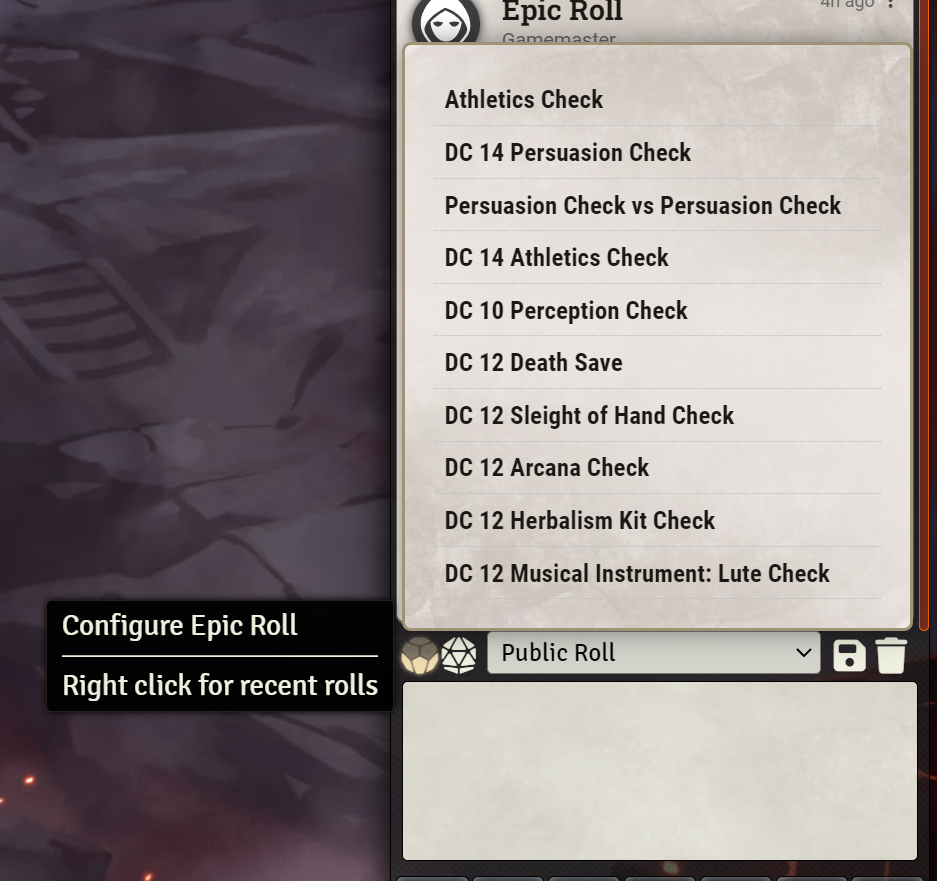 Epic Roll
4h ago
Gamemaster
Athletics Check
DC 14 Persuasion Check
Persuasion Check vs Persuasion Check
DC 14 Athletics Check
DC 10 Perception Check
DC 12 Death Save
DC 12 Sleight of Hand Check
DC 12 Arcana Check
DC 12 Herbalism Kit Check
DC 12 Musical Instrument: Lute Check
Configure Epic Roll
Right click for recent rolls
Public Roll